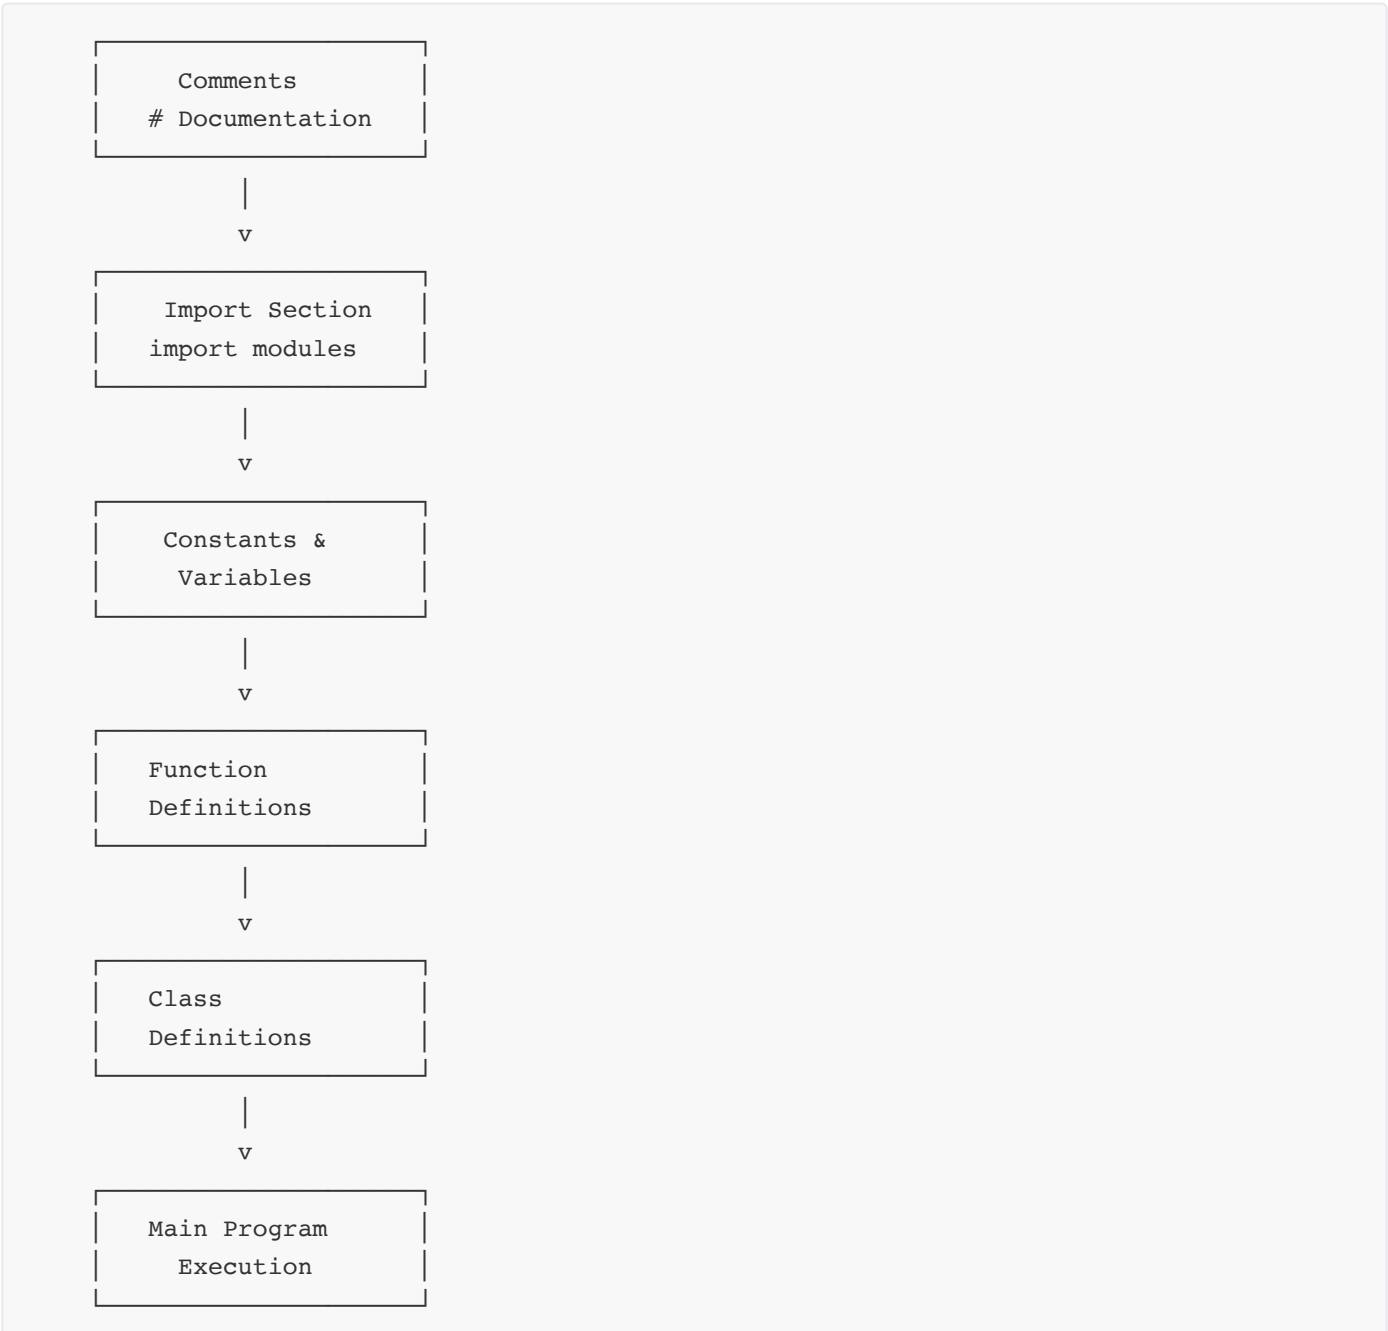 Comments
# Documentation
v
Import Section
import modules
v
Constants &
Variables
v
Function
Definitions
v
Class
Definitions
v
Main Program
Execution